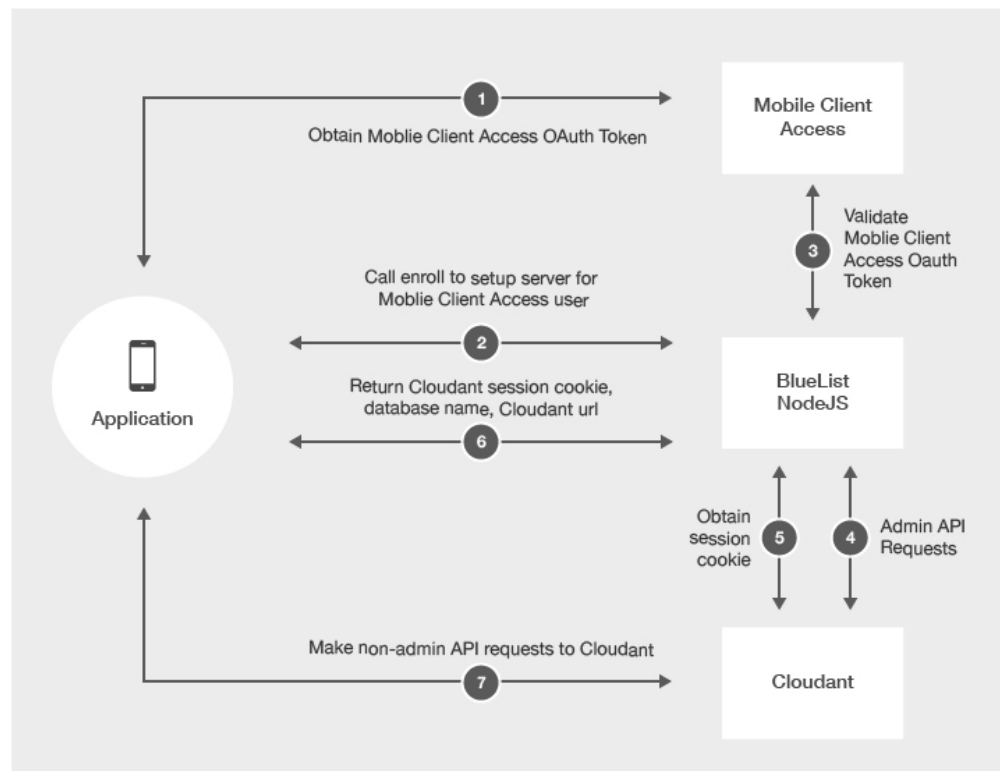 1
Obtain Moblie Client Access OAuth Token
Mobile Client
Access
3
Validate
Moblie Client
Access Oauth
Token
Call enroll to setup server for
Moblie Client Access user
2
Application
BlueList
NodeJS
Return Cloudant session cookie,
database name, Cloudant url
6
Obtain
session
cookie
5
4
Admin API
Requests
Make non-admin API requests to Cloudant
7
Cloudant